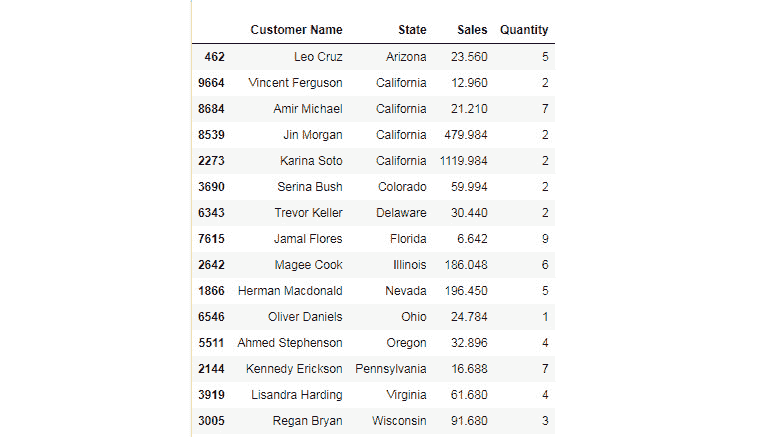 Customer Name State Sales Quantity
462 Leo Cruz Arizona 23.560 5
9664 Vincent Ferguson California 12.960 2
8684 Amir Michael California 21.210 7
8539 Jin Morgan California 479.984 2
2273 Karina Soto California 1119.984 2
3690 Serina Bush Colorado 59.994 2
6343 Trevor Keller Delaware 30.440 2
7615 Jamal Flores Florida 6.642 9
2642 Magee Cook Illinois 186.048 6
1866 Herman Macdonald Nevada 196.450 5
6546 Oliver Daniels Ohio 24.784 1
5511 Ahmed Stephenson Oregon 32.896 4
2144 Kennedy Erickson Pennsylvania 16.688 7
3919 Lisandra Harding Virginia 61.680 4
3005 Regan Bryan Wisconsin 91.680 3